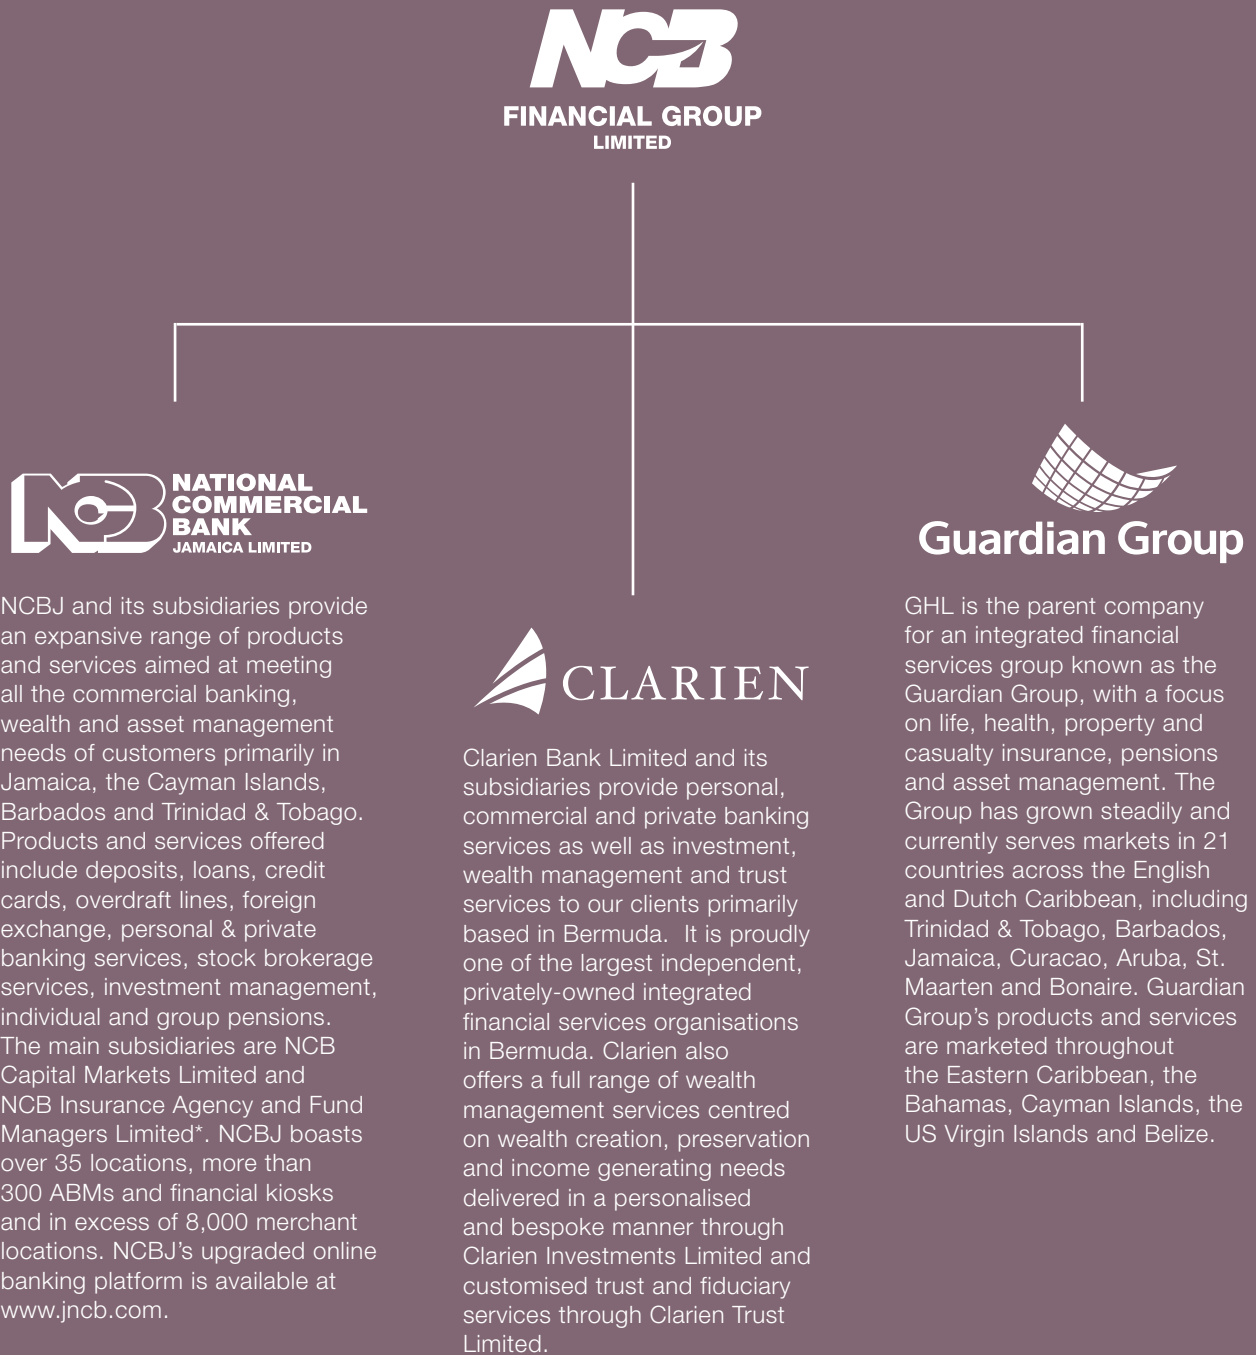 NCB
FINANCIAL GROUP
LIMITED
NCB
NATIONAL
COMMERCIAL
BANK
JAMAICA LIMITED
NCBJ and its subsidiaries provide
an expansive range of products
and services aimed at meeting
all the commercial banking,
wealth and asset management
needs of customers primarily in
Jamaica, the Cayman Islands,
Barbados and Trinidad & Tobago.
Products and services offered
include deposits, loans, credit
cards, overdraft lines, foreign
exchange, personal & private
banking services, stock brokerage
services, investment management,
individual and group pensions.
The main subsidiaries are NCB
Capital Markets Limited and
NCB Insurance Agency and Fund
Managers Limited*. NCBJ boasts
over 35 locations, more than
300 ABMs and financial kiosks
and in excess of 8,000 merchant
locations. NCBJ’s upgraded online
banking platform is available at
www.jncb.com.
CLARIEN
Clarien Bank Limited and its
subsidiaries provide personal,
commercial and private banking
services as well as investment,
wealth management and trust
services to our clients primarily
based in Bermuda.  It is proudly
one of the largest independent,
privately-owned integrated
financial services organisations
in Bermuda. Clarien also
offers a full range of wealth
management services centred
on wealth creation, preservation
and income generating needs
delivered in a personalised
and bespoke manner through
Clarien Investments Limited and
customised trust and fiduciary
services through Clarien Trust
Limited.
Guardian Group
GHL is the parent company
for an integrated financial
services group known as the
Guardian Group, with a focus
on life, health, property and
casualty insurance, pensions
and asset management. The
Group has grown steadily and
currently serves markets in 21
countries across the English
and Dutch Caribbean, including
Trinidad & Tobago, Barbados,
Jamaica, Curacao, Aruba, St.
Maarten and Bonaire. Guardian
Group’s products and services
are marketed throughout
the Eastern Caribbean, the
Bahamas, Cayman Islands, the
US Virgin Islands and Belize.